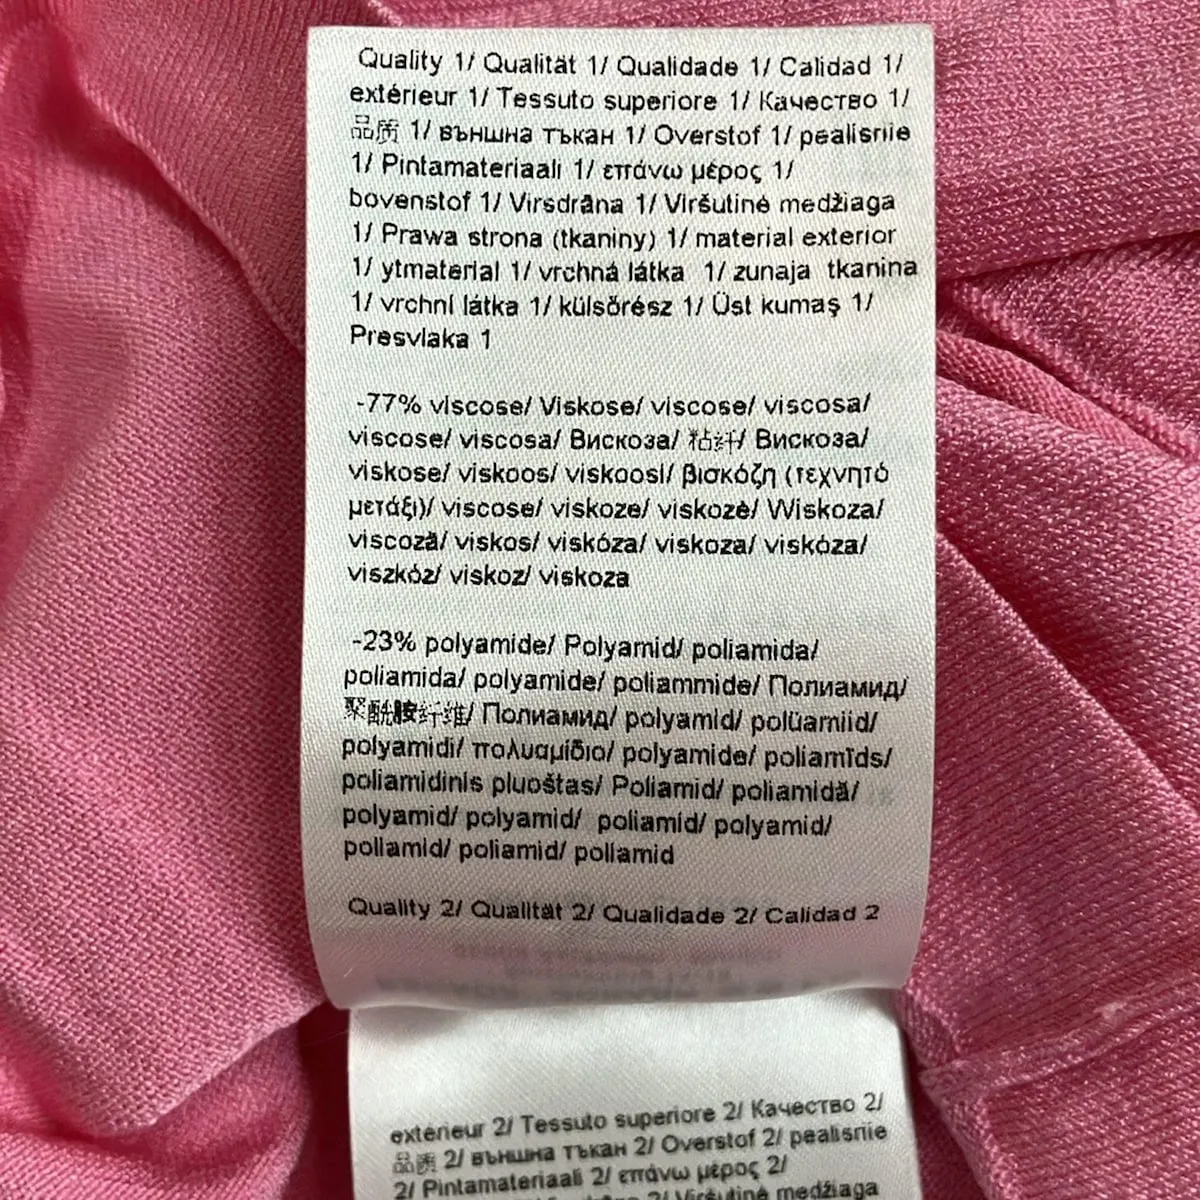 Quality 1/ Qualität 1/ Qualidade 1/ Calidad 1/
extérieur 1/ Tessuto superiore 1/ Качество 1/
品质 1/ външна тъкан 1/ Overstof 1/ pealisriie
1/ Pintamateriaali 1/ επάνω μέρος 1/
bovenstof 1/ Virsdrāna 1/ Viršutinė medžiaga
1/ Prawa strona (tkaniny) 1/ material exterior
1/ ytmaterial 1/ vrchná látka 1/ zunaja tkanina
1/ vrchní látka 1/ külsőrész 1/ Üst kumaş 1/
Presvlaka 1
-77% viscose/ Viskose/ viscose/ viscosa/
viscose/ viscosa/ Вискоза/ 粘纤/ Вискоза/
viskose/ viskoos/ viskoosi/ βισκόζη (τεχνητό
μετάξι)/ viscose/ viskoze/ viskozė/ Wiskoza/
viscoză/ viskos/ viskóza/ viskoza/ viskóza/
viszkóz/ viskoz/ viskoza
-23% polyamide/ Polyamid/ poliamida/
poliamida/ polyamide/ poliammide/ Полиамид/
聚酰胺纤维/ Полиамид/ polyamid/ polüamiid/
polyamidi/ πολυαμίδιο/ polyamide/ poliamīds/
poliamidinis pluoštas/ Poliamid/ poliamidă/
polyamid/ polyamid/ poliamid/ polyamid/
poliamid/ poliamid/ poliamid
Quality 2/ Qualität 2/ Qualidade 2/ Calidad 2
extérieur 2/ Tessuto superiore 2/ Качество 2/
品质 2/ външна тъкан 2/ Overstof 2/ pealisriie
2/ Pintamateriaali 2/ επάνω μέρος 2/
2/ Viršutinė medžiaga